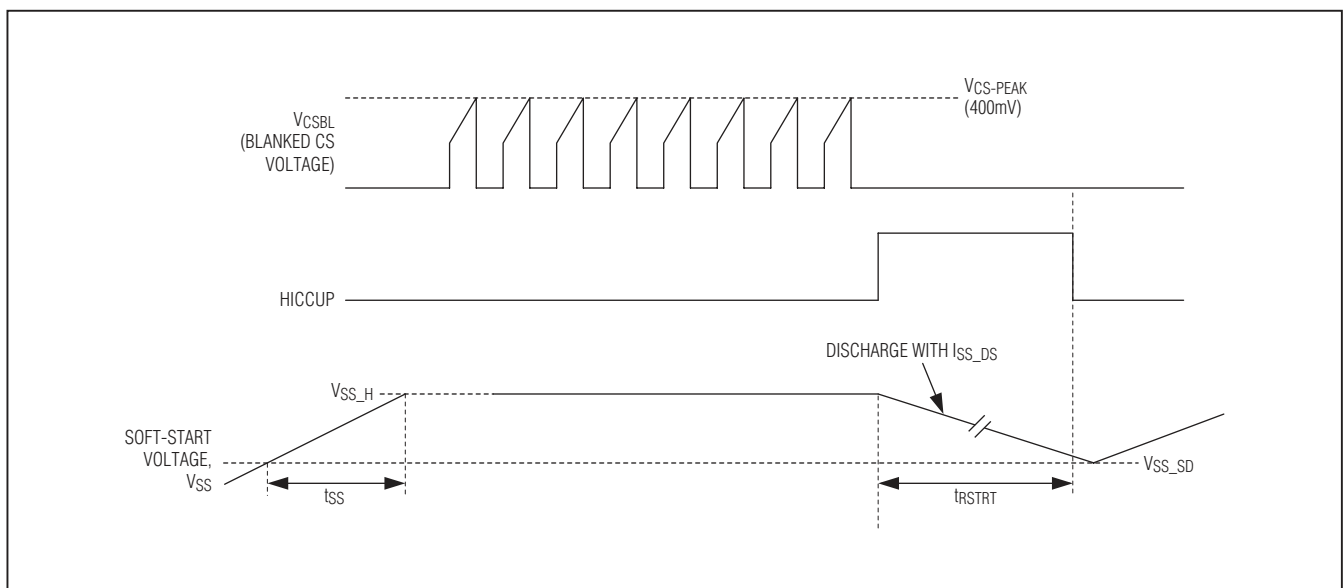 VCS-PEAK
(400mV)
VCSBL
(BLANKED CS
VOLTAGE)
HICCUP
DISCHARGE WITH ISS_DS
VSS_H
SOFT-START
VOLTAGE,
VSS
VSS_SD
tSS
tRSTRT